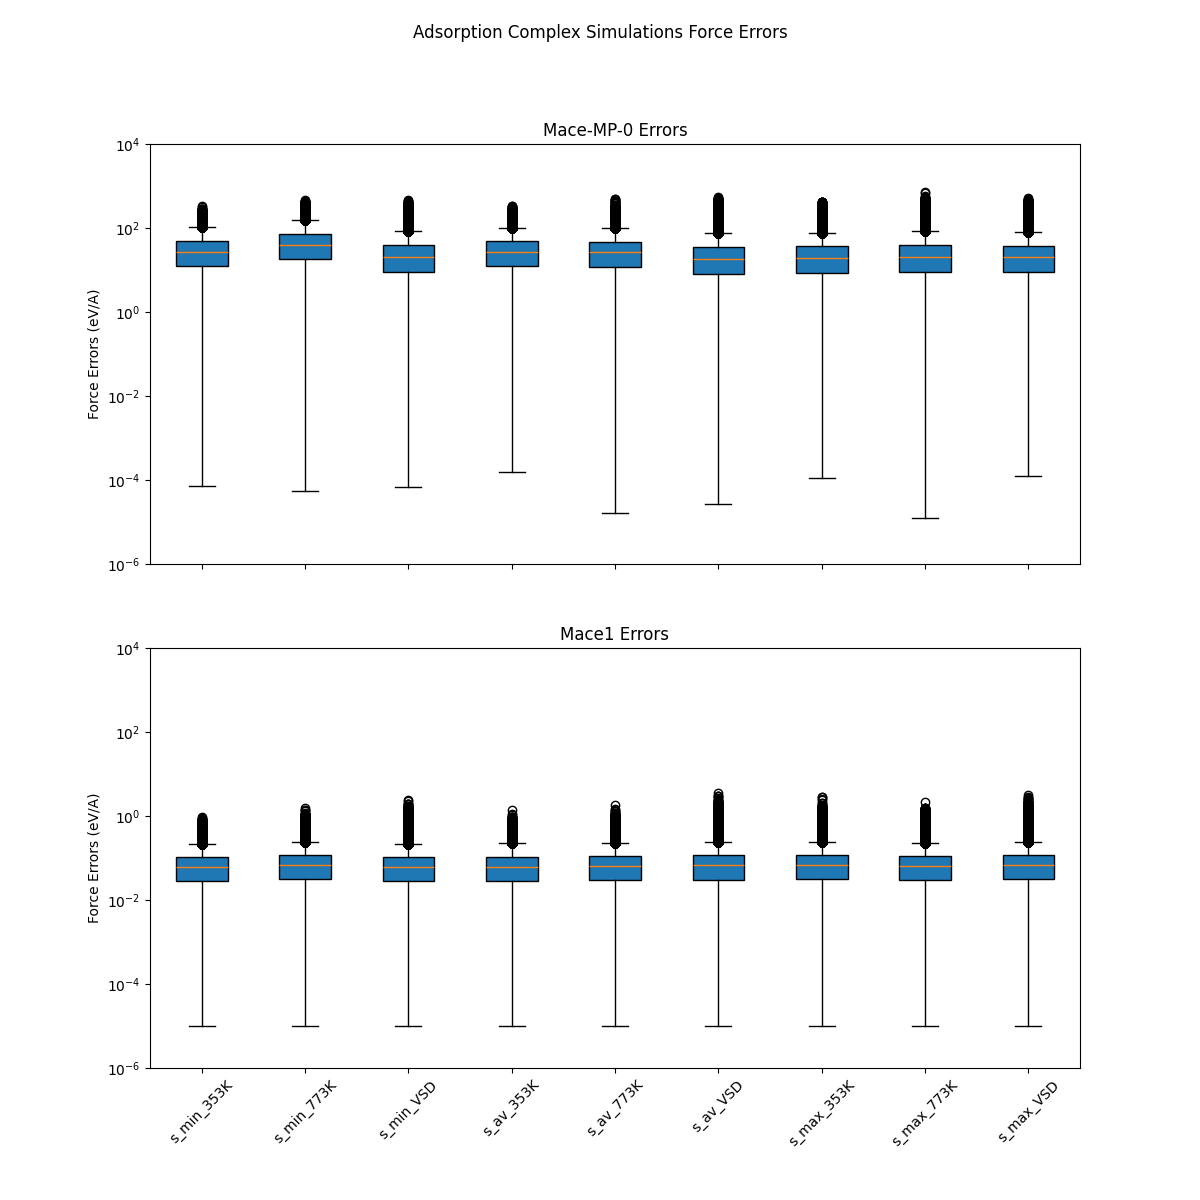 Adsorption Complex Simulations Force Errors
Mace-MP-0 Errors
Force Errors (eV/A)
10^4
10^2
10^0
10^-2
10^-4
10^-6
Mace1 Errors
Force Errors (eV/A)
10^4
10^2
10^0
10^-2
10^-4
10^-6
s_min_353K
s_min_773K
s_min_VSD
s_av_353K
s_av_773K
s_av_VSD
s_max_353K
s_max_773K
s_max_VSD